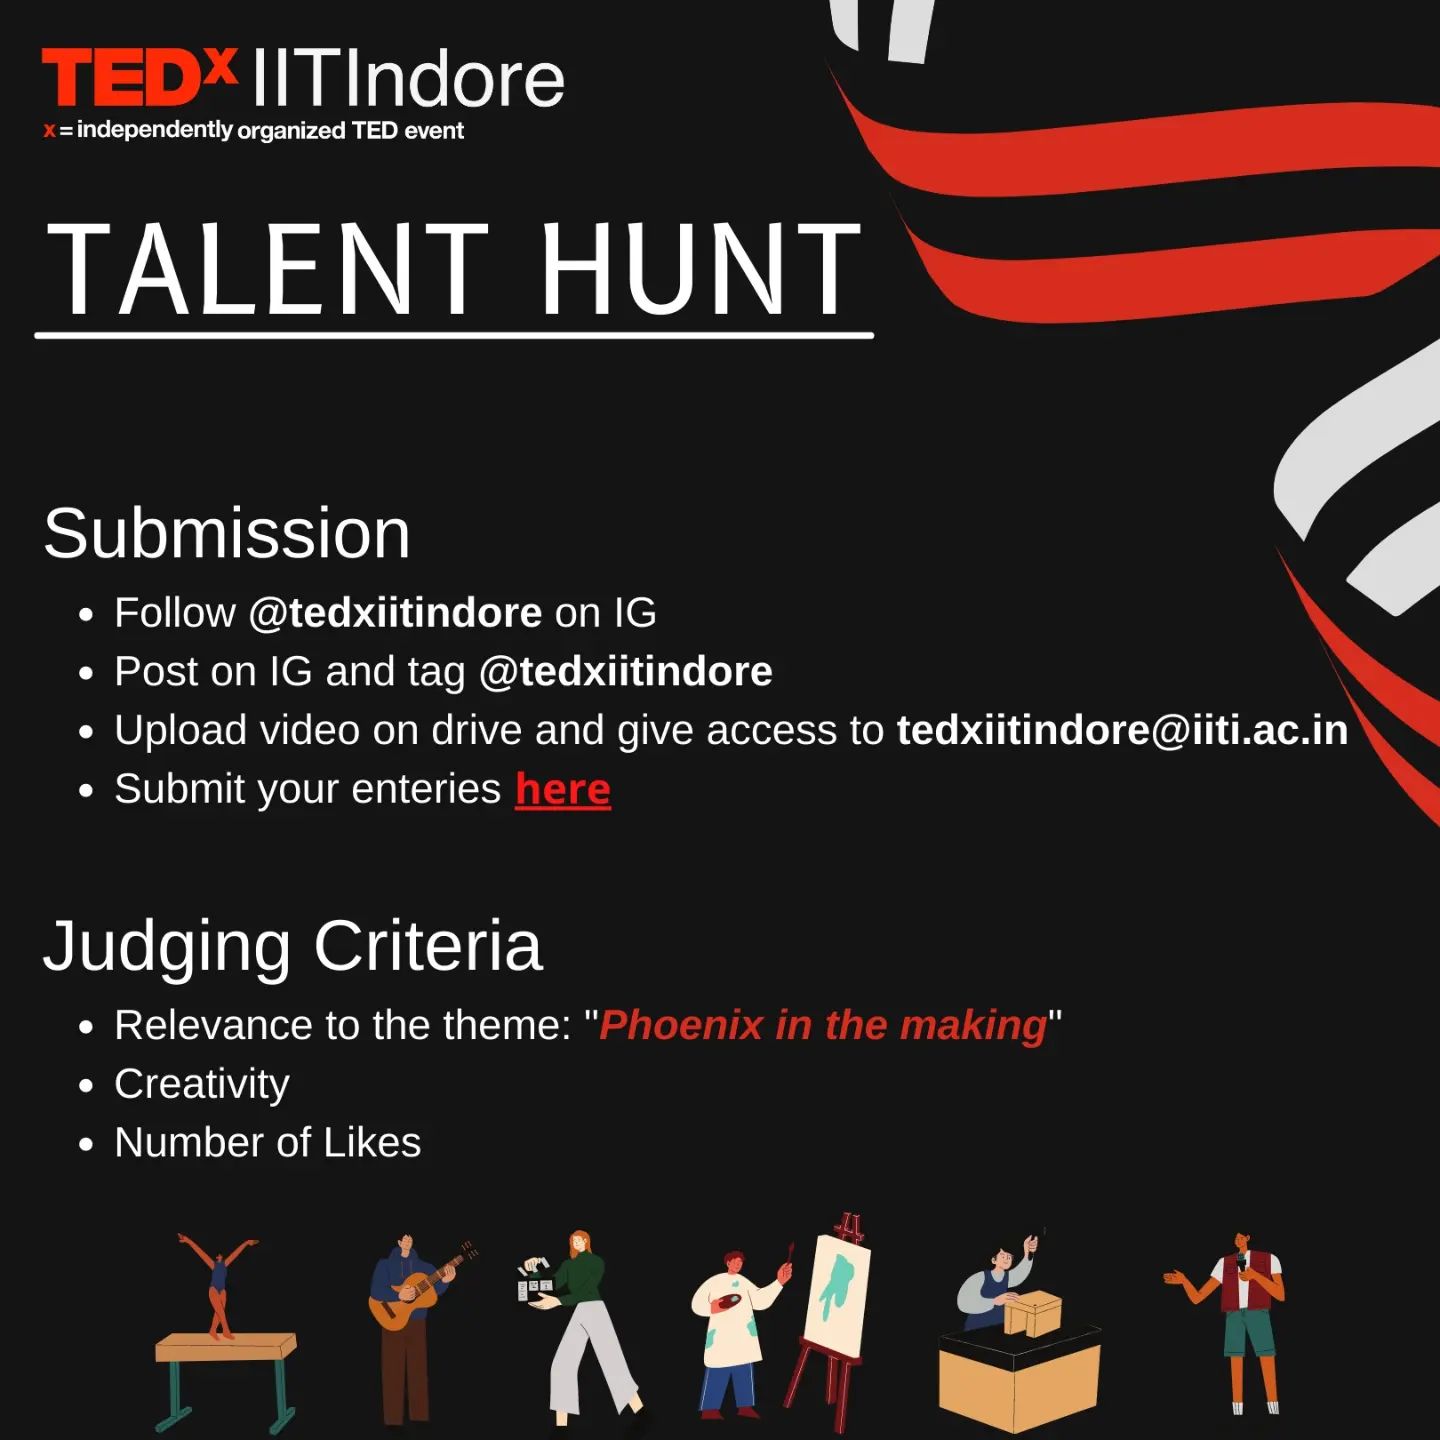 TEDx IITIndore
x = independently organized TED event
TALENT HUNT
Submission
• Follow @tedxiitindore on IG
• Post on IG and tag @tedxiitindore
• Upload video on drive and give access to tedxiitindore@iiti.ac.in
• Submit your enteries here
Judging Criteria
• Relevance to the theme: "Phoenix in the making"
• Creativity
• Number of Likes